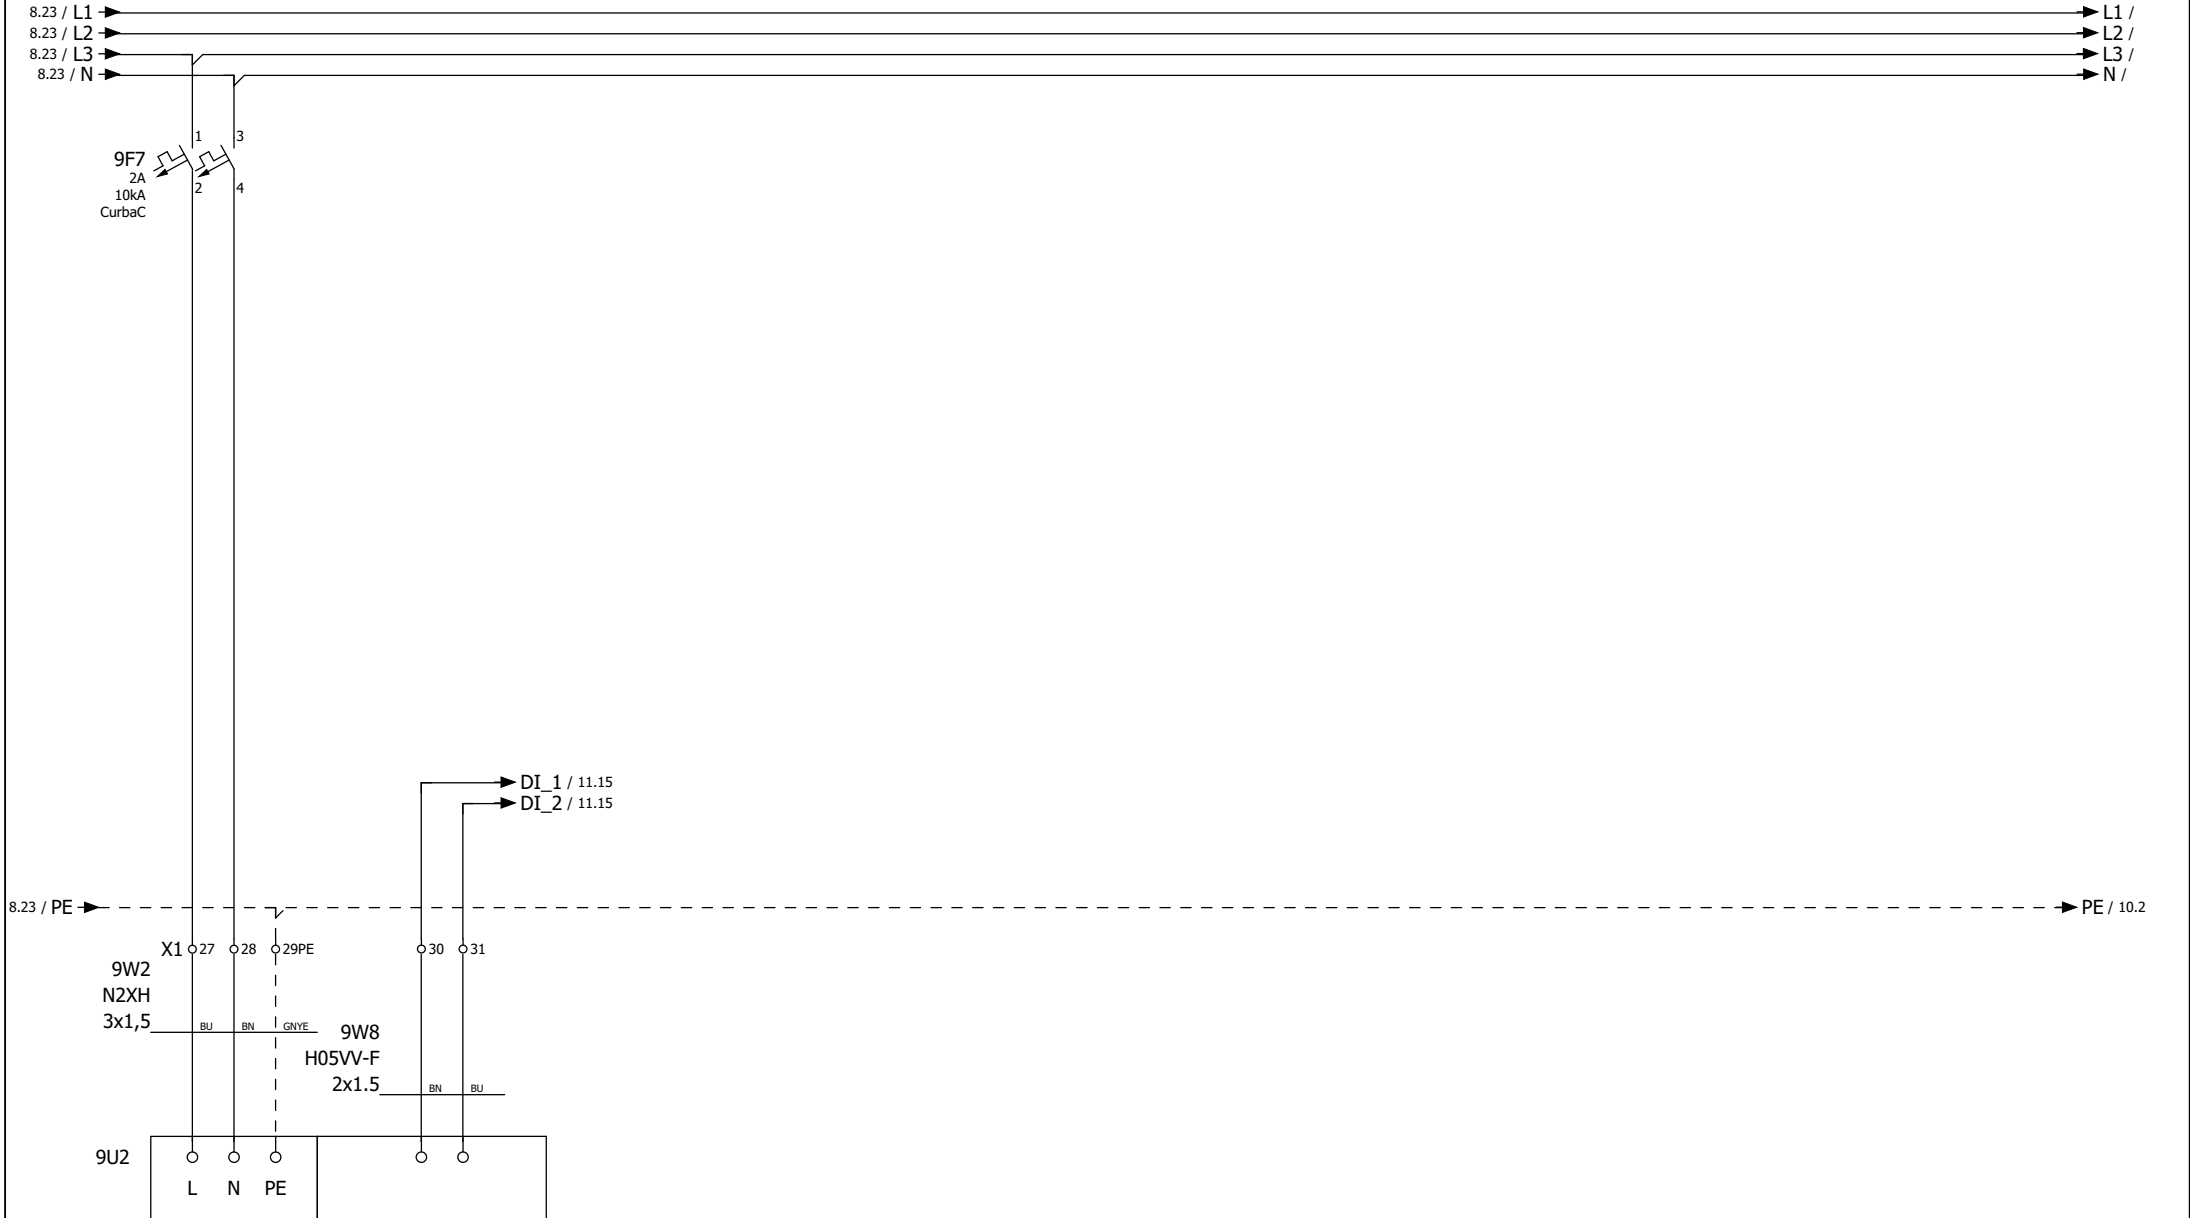 8.23 / L1 L1 /
8.23 / L2 L2 /
8.23 / L3 L3 /
8.23 / N N /
1 3
9F7
2A
2 4
10kA
CurbaC
DI_1 / 11.15
DI_2 / 11.15
8.23 / PE PE / 10.2
X1 27 28 29PE 30 31
9W2
N2XH
3x1,5
BU BN GNYE
9W8
H05VV-F
2x1.5
BN BU
9U2
L N PE